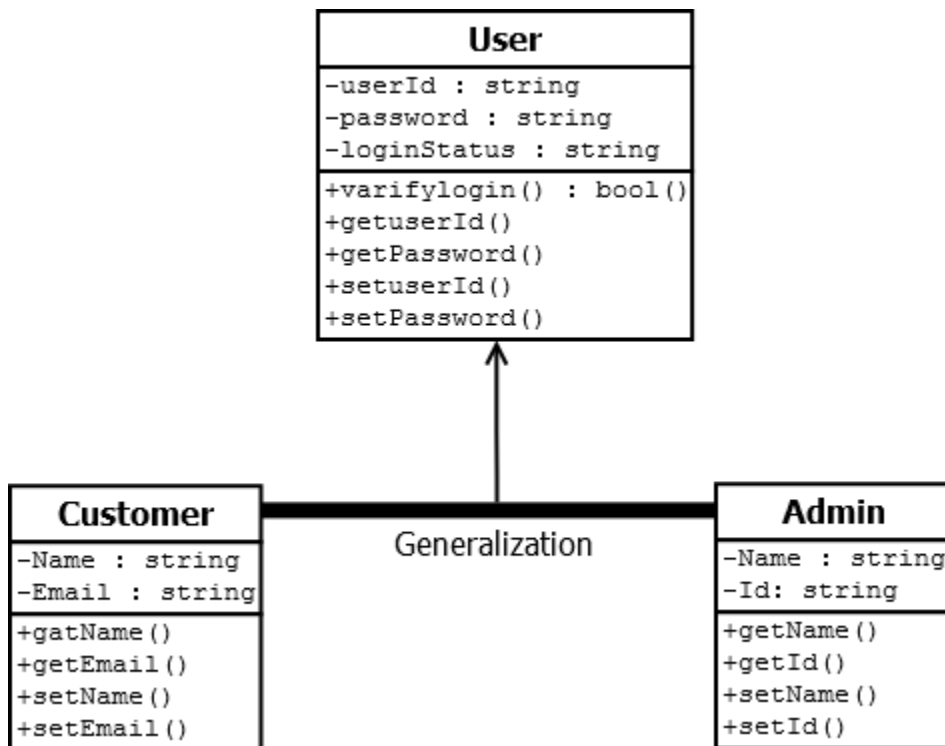 User
-userId : string
-password : string
-loginStatus : string
+varifylogin() : bool()
+getuserId()
+getPassword()
+setuserId()
+setPassword()
Customer
-Name : string
-Email : string
+gatName()
+getEmail()
+setName()
+setEmail()
Generalization
Admin
-Name : string
-Id: string
+getName()
+getId()
+setName()
+setId()